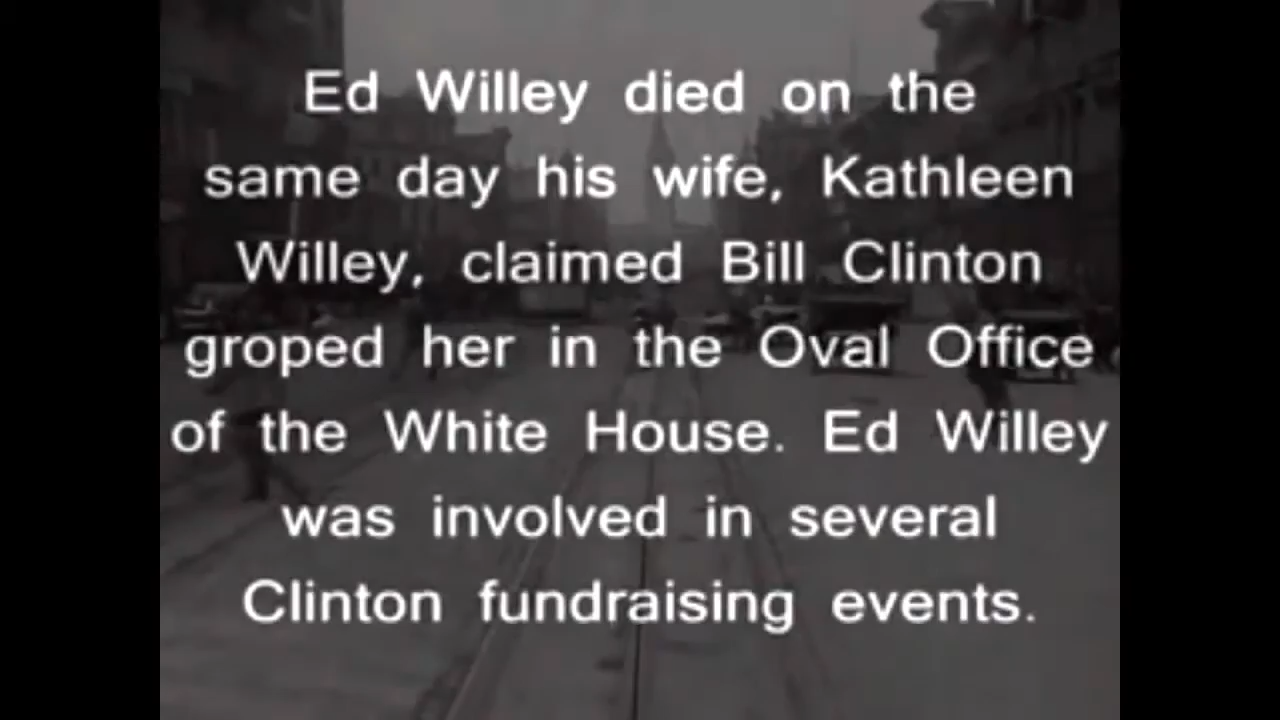 Ed Willey died on the
same day his wife, Kathleen
Willey, claimed Bill Clinton
groped her in the Oval Office
of the White House. Ed Willey
was involved in several
Clinton fundraising events.